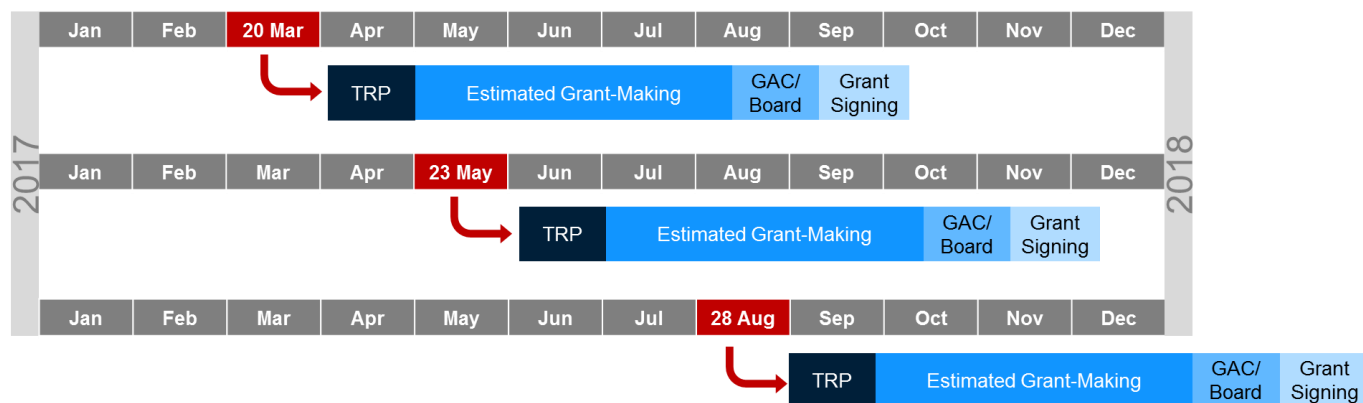 2017
Jan Feb 20 Mar Apr May Jun Jul Aug Sep Oct Nov Dec
TRP Estimated Grant-Making GAC/ Grant
Board Signing
Jan Feb Mar Apr 23 May Jun Jul Aug Sep Oct Nov Dec
2018
TRP Estimated Grant-Making GAC/ Grant
Board Signing
Jan Feb Mar Apr May Jun Jul 28 Aug Sep Oct Nov Dec
TRP Estimated Grant-Making GAC/ Grant
Board Signing